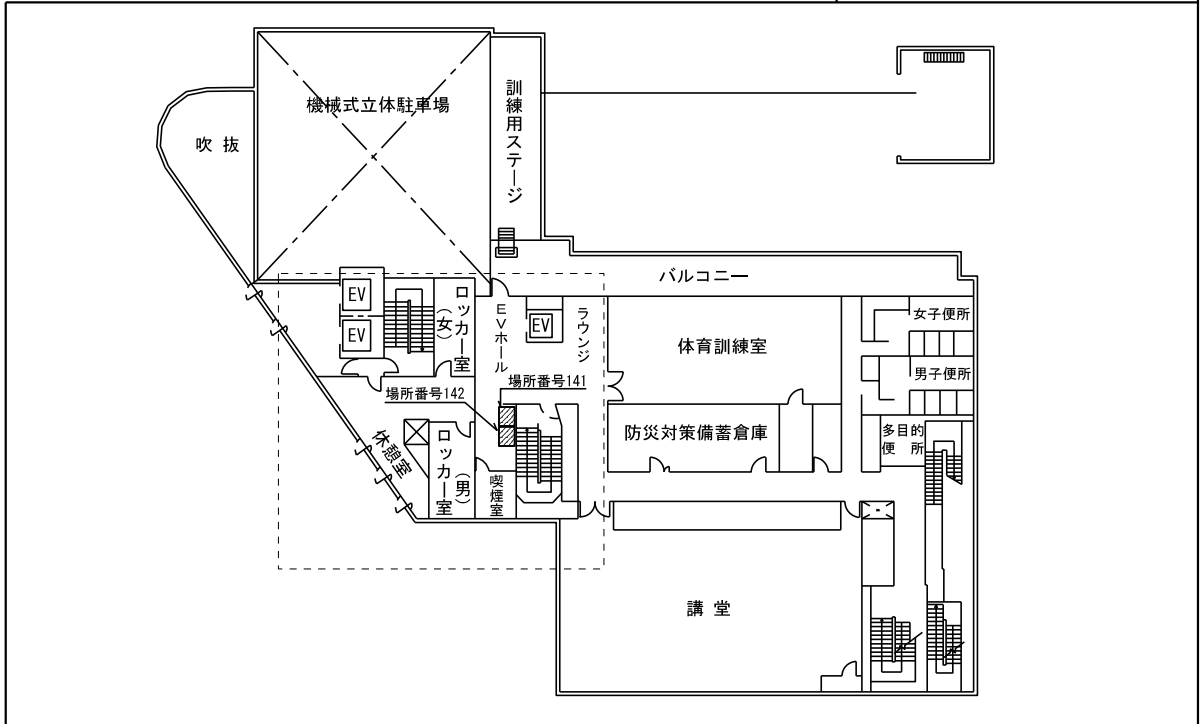 機械式立体駐車場
訓練用ステージ
吹 抜
バルコニー
EV
EV
ロッカー室
(女)
EVホール
EV
ラウンジ
体育訓練室
女子便所
男子便所
場所番号141
場所番号142
防災対策備蓄倉庫
多目的
便 所
休憩室
ロッカー室
(男)
喫煙室
講 堂